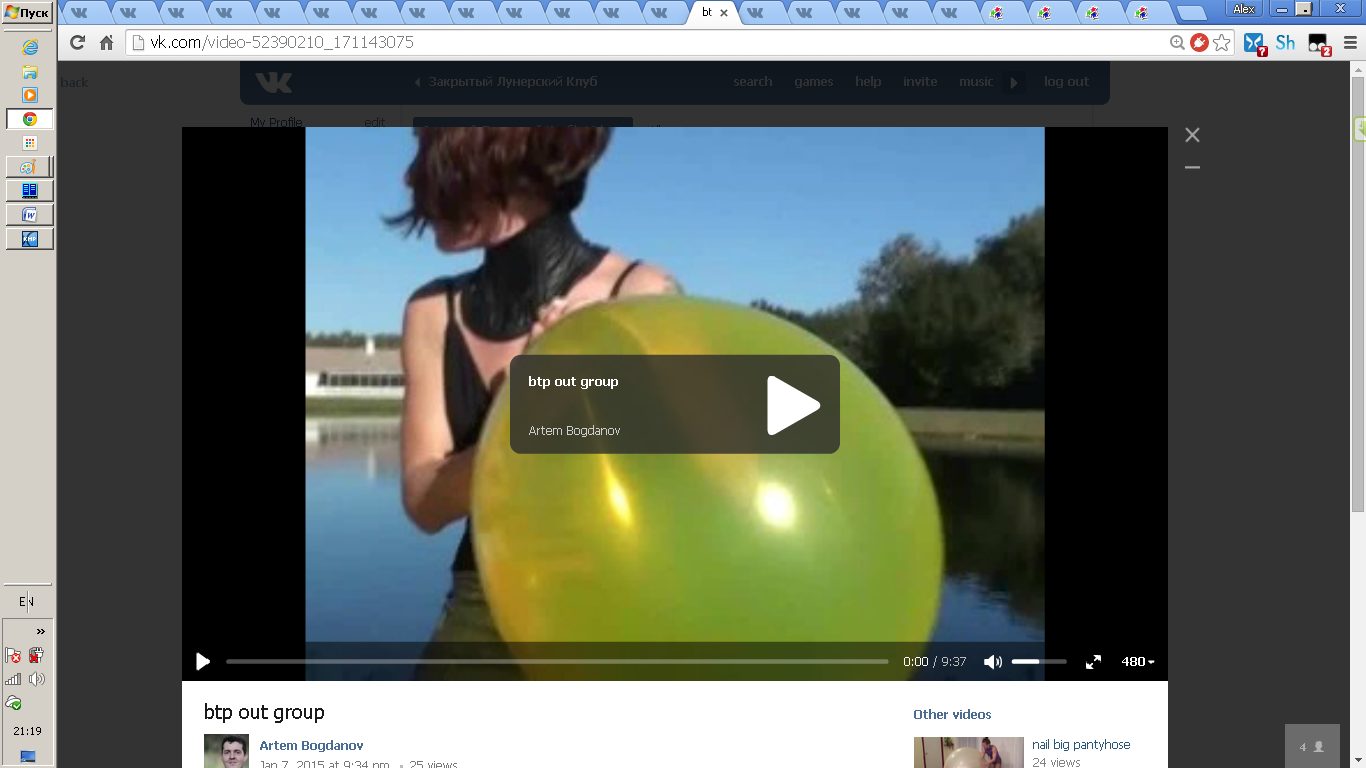 Пуск
bt
Alex
vk.com/video-52390210_171143075
Sh
?
2
back
Закрытый Лунерский Клуб
search
games
help
invite
music
log out
My Profile
edit
btp out group
Artem Bogdanov
0:00 / 9:37
480
btp out group
Other videos
Artem Bogdanov
Jan 7, 2015 at 9:34 pm
25 views
nail big pantyhose
24 views
4
EN
21:19